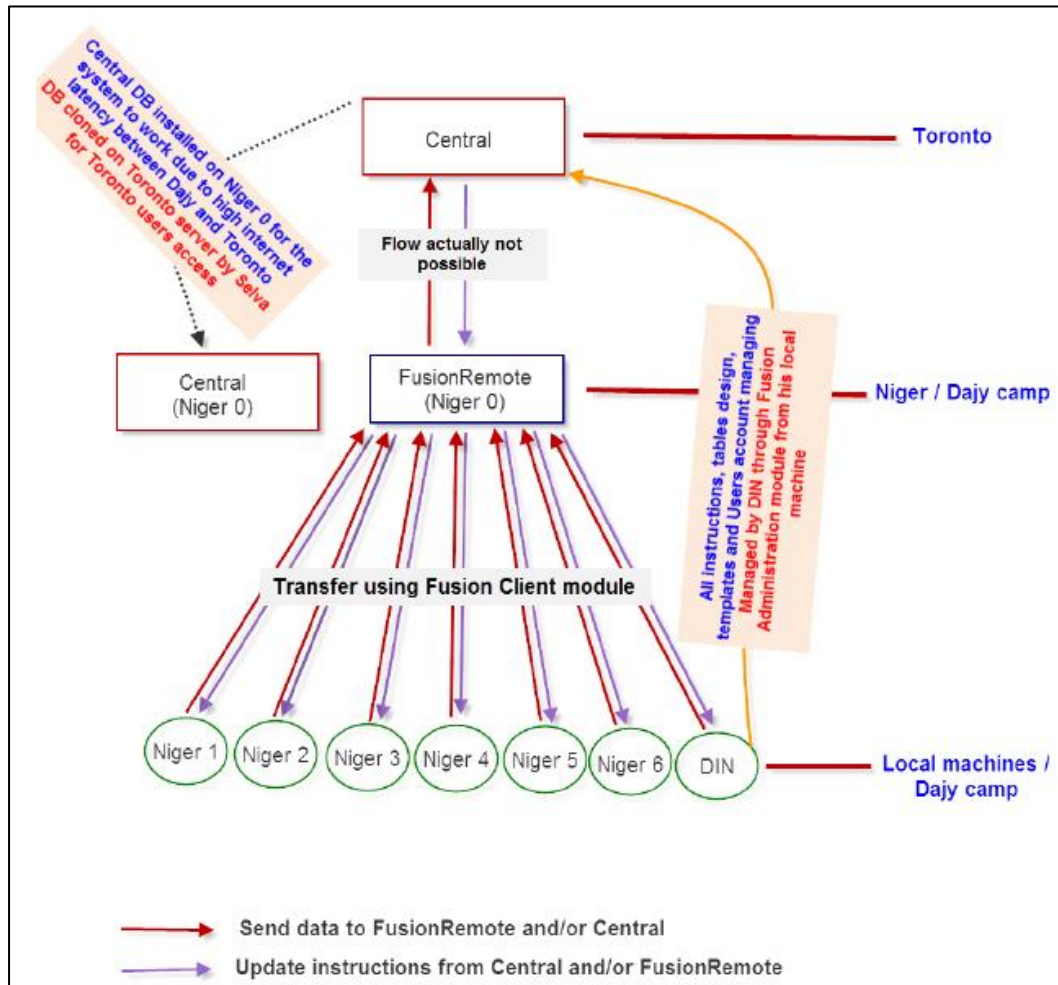 Central DB installed on Niger 0 for the
system to work due to high internet
latency between Dajy and Toronto
DB cloned on Toronto server by Selva
for Toronto users access
Central
Toronto
Flow actually not
possible
Central
(Niger 0)
FusionRemote
(Niger 0)
Niger / Dajy camp
All instructions, tables design,
templates and Users account managing
Managed by DIN through Fusion
Administration module from his local
machine
Transfer using Fusion Client module
Niger 1
Niger 2
Niger 3
Niger 4
Niger 5
Niger 6
DIN
Local machines /
Dajy camp
Send data to FusionRemote and/or Central
Update instructions from Central and/or FusionRemote